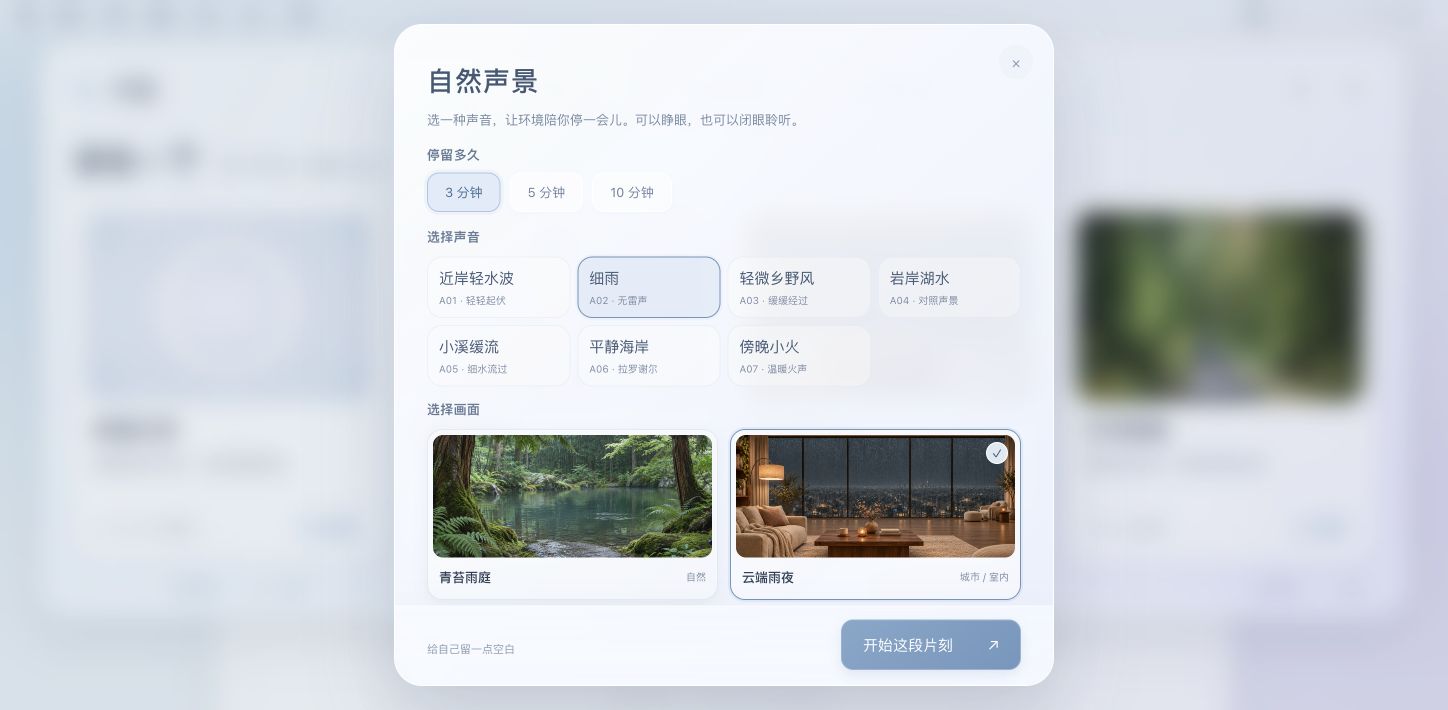 自然声景
×
选一种声音，让环境陪你停一会儿。可以睁眼，也可以闭眼聆听。
停留多久
3 分钟
5 分钟
10 分钟
选择声音
近岸轻水波
A01 · 轻轻起伏
细雨
A02 · 无雷声
轻微乡野风
A03 · 缓缓经过
岩岸湖水
A04 · 对照声景
小溪缓流
A05 · 细水流过
平静海岸
A06 · 拉罗谢尔
傍晚小火
A07 · 温暖火声
选择画面
青苔雨庭
自然
云端雨夜
城市 / 室内
给自己留一点空白
开始这段片刻